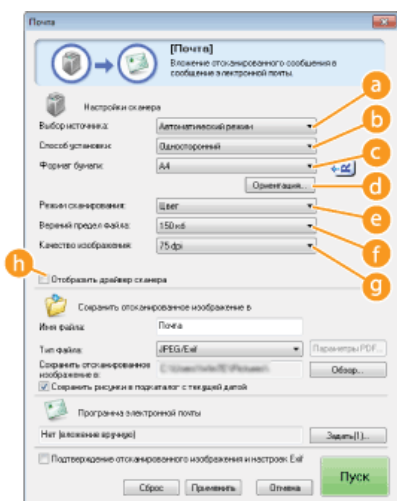 Почта
[Почта]
Вложение отсканированного сообщения в
сообщение электронной почты.
Настройки сканера
a
Выбор источника: Автоматический режим
b
Способ установки: Односторонний
c
Формат бумаги: A4
Ориентация...
d
Режим сканирования: Цвет
e
Верхний предел файла: 150 кб
f
Качество изображения: 75 dpi
g
h
Отобразить драйвер сканера
Сохранить отсканированное изображение в
Имя файла: Почта
Тип файла: JPEG/Exif Параметры PDF...
Сохранить отсканированное
изображение в: Обзор...
Сохранить рисунки в подкаталог с текущей датой
Программа электронной почты
Нет (вложение вручную) Задать(1)...
Подтверждение отсканированного изображения и настроек Exif
Сброс Применить Отмена Пуск